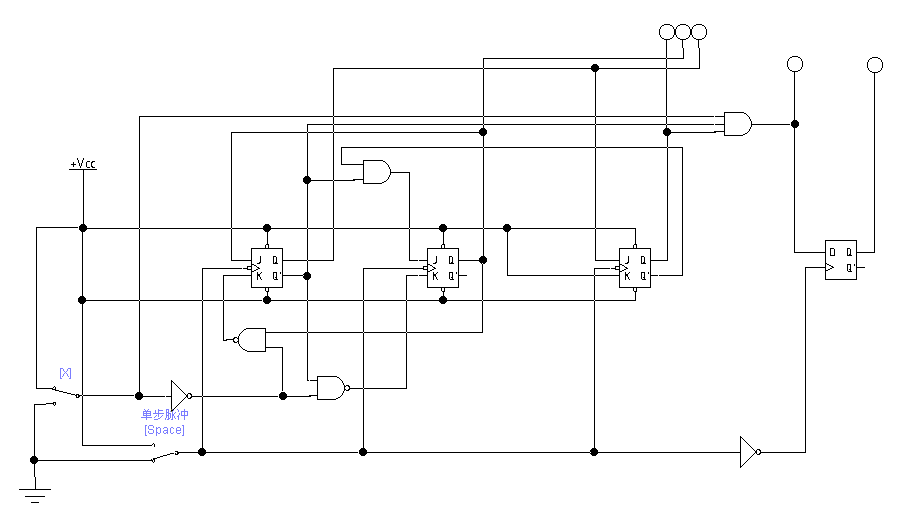 +Vcc
J Q
K Q'
J Q
K Q'
J Q
K Q'
D Q
Q'
[X]
单步脉冲
[Space]